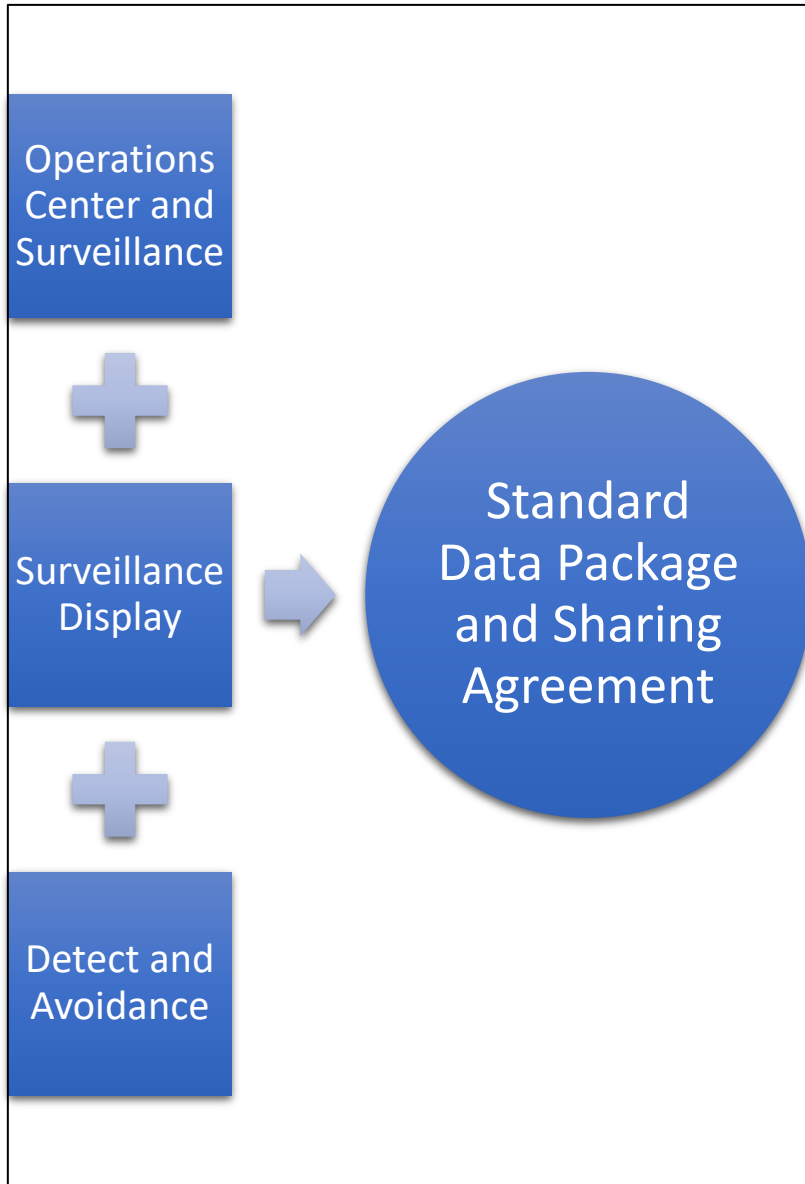 Operations
Center and
Surveillance
Surveillance
Display
Detect and
Avoidance
Standard
Data Package
and Sharing
Agreement